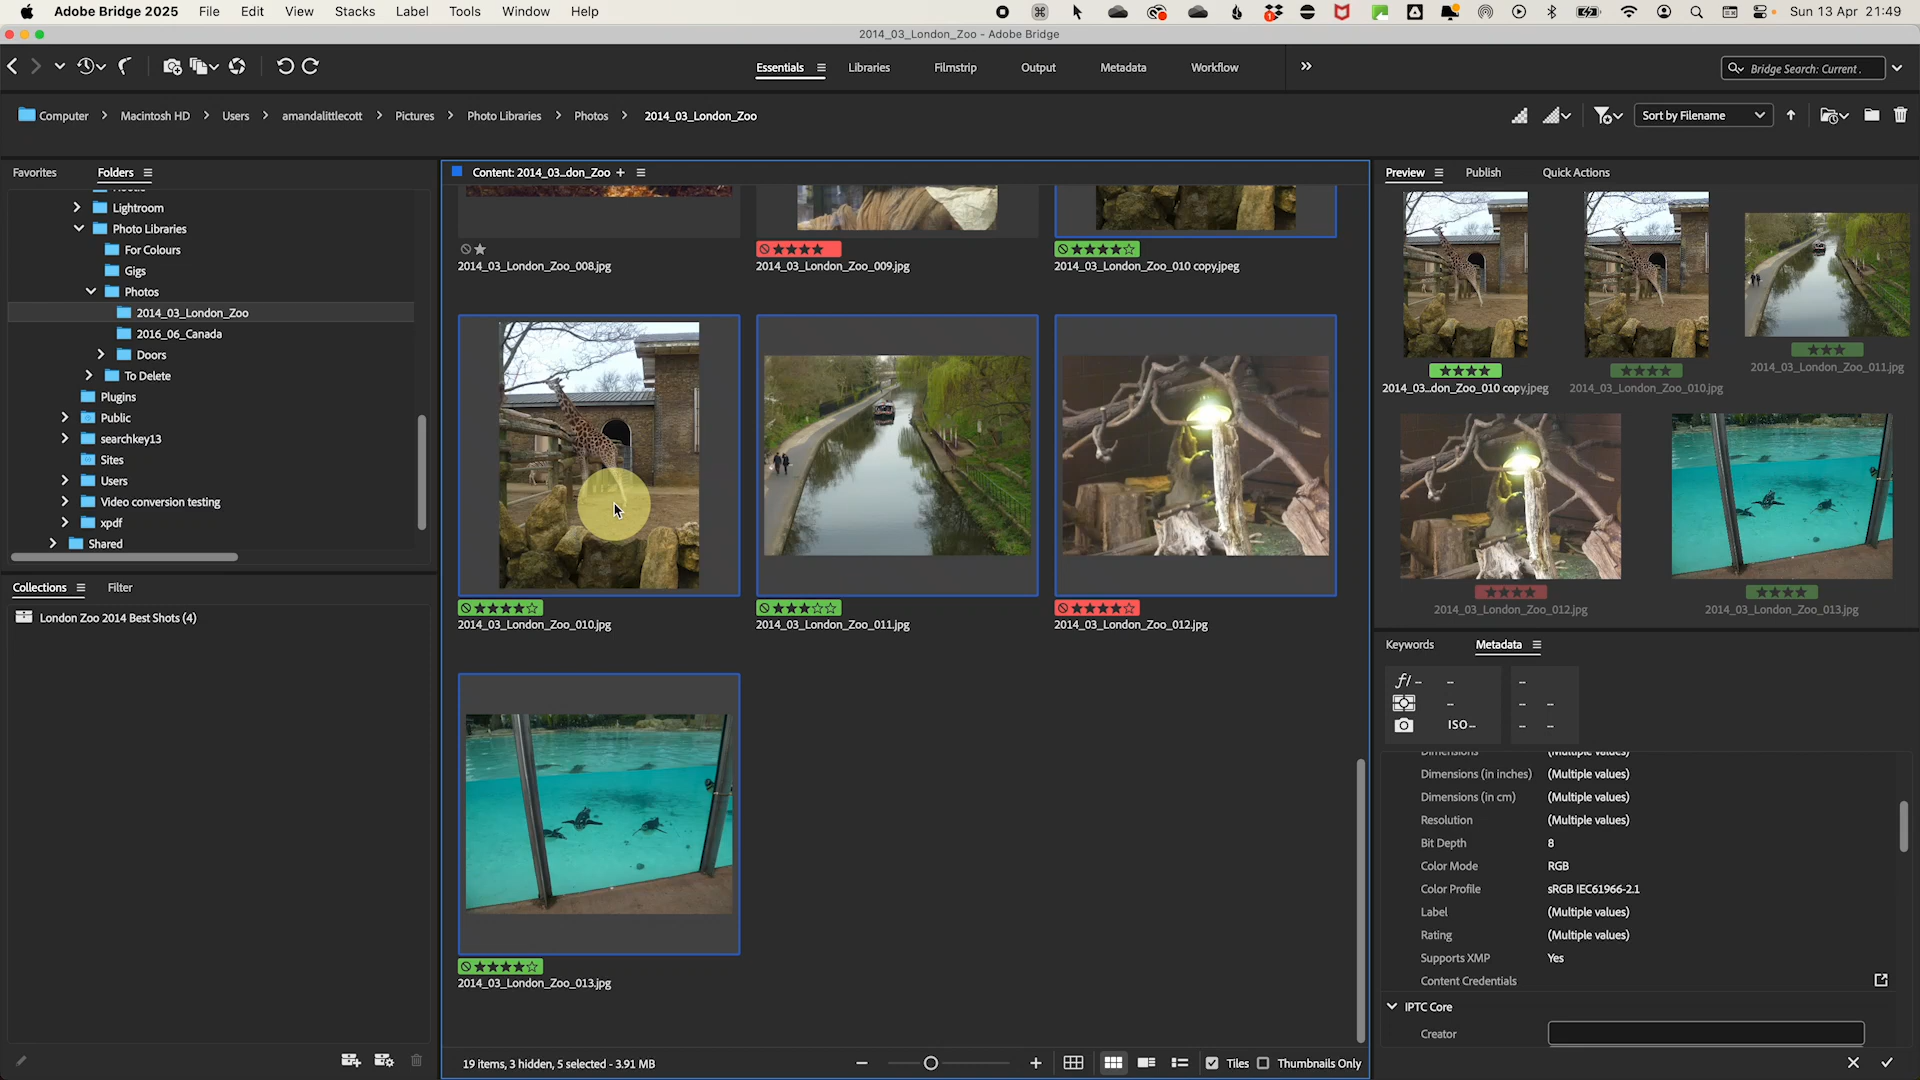 Adobe Bridge 2025 File Edit View Stacks Label Tools Window Help Sun 13 Apr 21:49
2014_03_London_Zoo - Adobe Bridge
Essentials Libraries Filmstrip Output Metadata Workflow Bridge Search: Current .
Computer Macintosh HD Users amandalittlecott Pictures Photo Libraries Photos 2014_03_London_Zoo Sort by Filename
Favorites Folders
Lightroom
Photo Libraries
For Colours
Gigs
Photos
2014_03_London_Zoo
2016_06_Canada
Doors
To Delete
Plugins
Public
searchkey13
Sites
Users
Video conversion testing
xpdf
Shared
Collections Filter
London Zoo 2014 Best Shots (4)
Content: 2014_03...don_Zoo
2014_03_London_Zoo_008.jpg 2014_03_London_Zoo_009.jpg 2014_03_London_Zoo_010 copy.jpeg
2014_03_London_Zoo_010.jpg 2014_03_London_Zoo_011.jpg 2014_03_London_Zoo_012.jpg
2014_03_London_Zoo_013.jpg
19 items, 3 hidden, 5 selected - 3.91 MB Tiles Thumbnails Only
Preview Publish Quick Actions
2014_03...don_Zoo_010 copy.jpeg 2014_03_London_Zoo_010.jpg 2014_03_London_Zoo_011.jpg
2014_03_London_Zoo_012.jpg 2014_03_London_Zoo_013.jpg
Keywords Metadata
f/ -- -- --
-- -- --
ISO-- -- --
Dimensions (Multiple values)
Dimensions (in inches) (Multiple values)
Dimensions (in cm) (Multiple values)
Resolution (Multiple values)
Bit Depth 8
Color Mode RGB
Color Profile sRGB IEC61966-2.1
Label (Multiple values)
Rating (Multiple values)
Supports XMP Yes
Content Credentials
IPTC Core
Creator